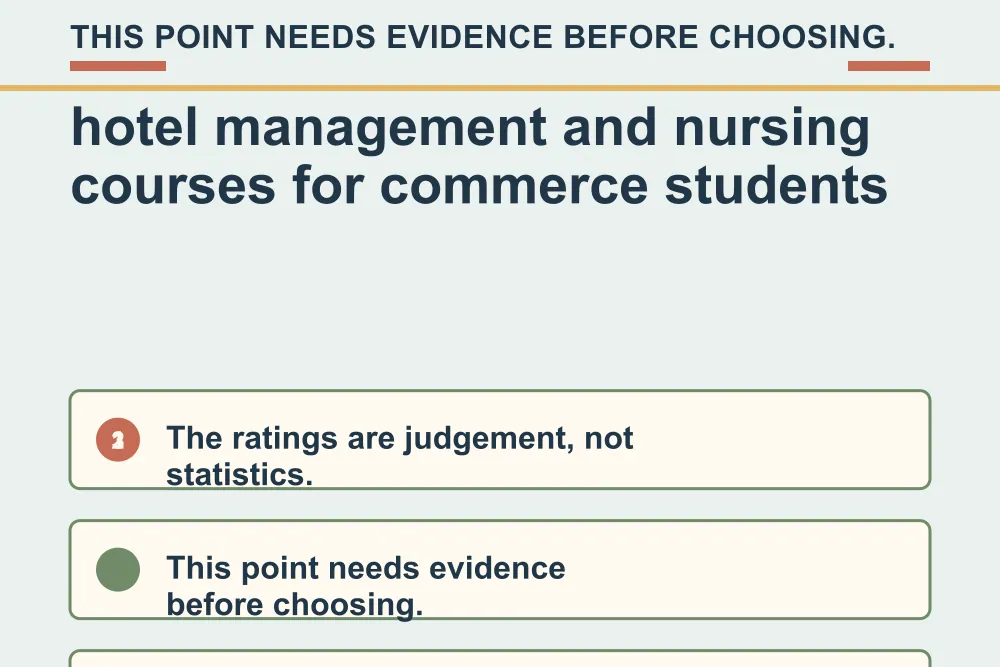 THIS POINT NEEDS EVIDENCE BEFORE CHOOSING.
hotel management and nursing
courses for commerce students
The ratings are judgement, not
statistics.
This point needs evidence
before choosing.